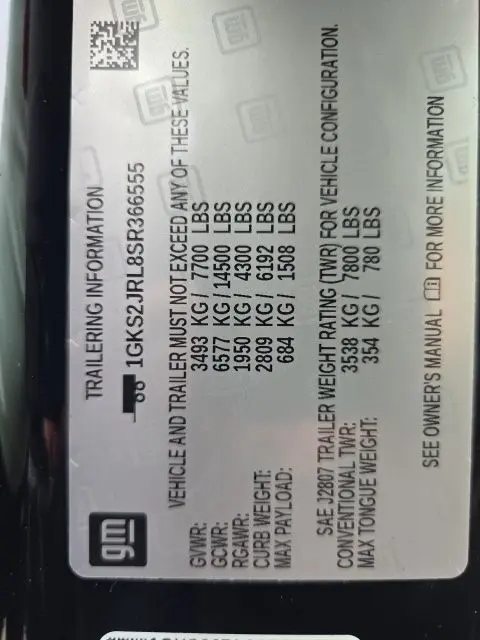 gm
TRAILERING INFORMATION
1GKS2JRL8SR366555
VEHICLE AND TRAILER MUST NOT EXCEED ANY OF THESE VALUES.
GVWR: 3493 KG / 7700 LBS
GCWR: 6577 KG / 14500 LBS
RGAWR: 1950 KG / 4300 LBS
CURB WEIGHT: 2809 KG / 6192 LBS
MAX PAYLOAD: 684 KG / 1508 LBS
SAE J2807 TRAILER WEIGHT RATING (TWR) FOR VEHICLE CONFIGURATION.
CONVENTIONAL TWR: 3538 KG / 7800 LBS
MAX TONGUE WEIGHT: 354 KG / 780 LBS
SEE OWNER'S MANUAL FOR MORE INFORMATION